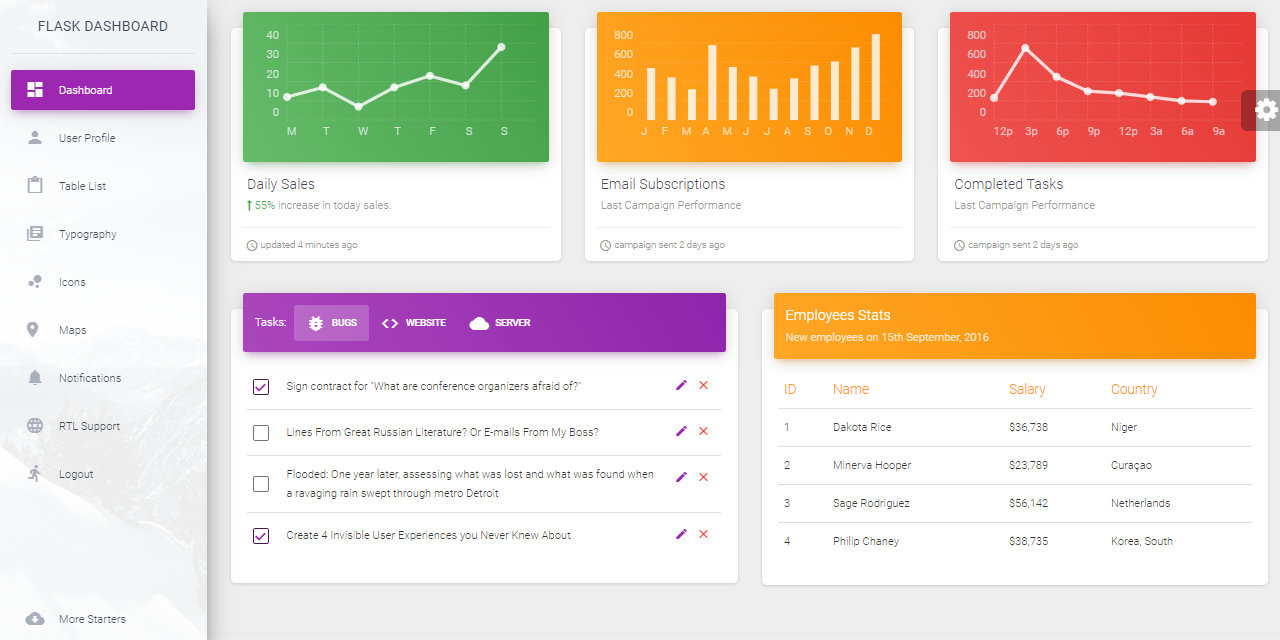 FLASK DASHBOARD
Dashboard
User Profile
Table List
Typography
Icons
Maps
Notifications
RTL Support
Logout
More Starters
40
30
20
10
0
M T W T F S S
Daily Sales
55% increase in today sales.
updated 4 minutes ago
800
600
400
200
0
J F M A M J J A S O N D
Email Subscriptions
Last Campaign Performance
campaign sent 2 days ago
800
600
400
200
0
12p 3p 6p 9p 12p 3a 6a 9a
Completed Tasks
Last Campaign Performance
campaign sent 2 days ago
Tasks: BUGS WEBSITE SERVER
Sign contract for "What are conference organizers afraid of?"
Lines From Great Russian Literature? Or E-mails From My Boss?
Flooded: One year later, assessing what was lost and what was found when
a ravaging rain swept through metro Detroit
Create 4 Invisible User Experiences you Never Knew About
Employees Stats
New employees on 15th September, 2016
ID Name Salary Country
1 Dakota Rice $36,738 Niger
2 Minerva Hooper $23,789 Curaçao
3 Sage Rodriguez $56,142 Netherlands
4 Philip Chaney $38,735 Korea, South